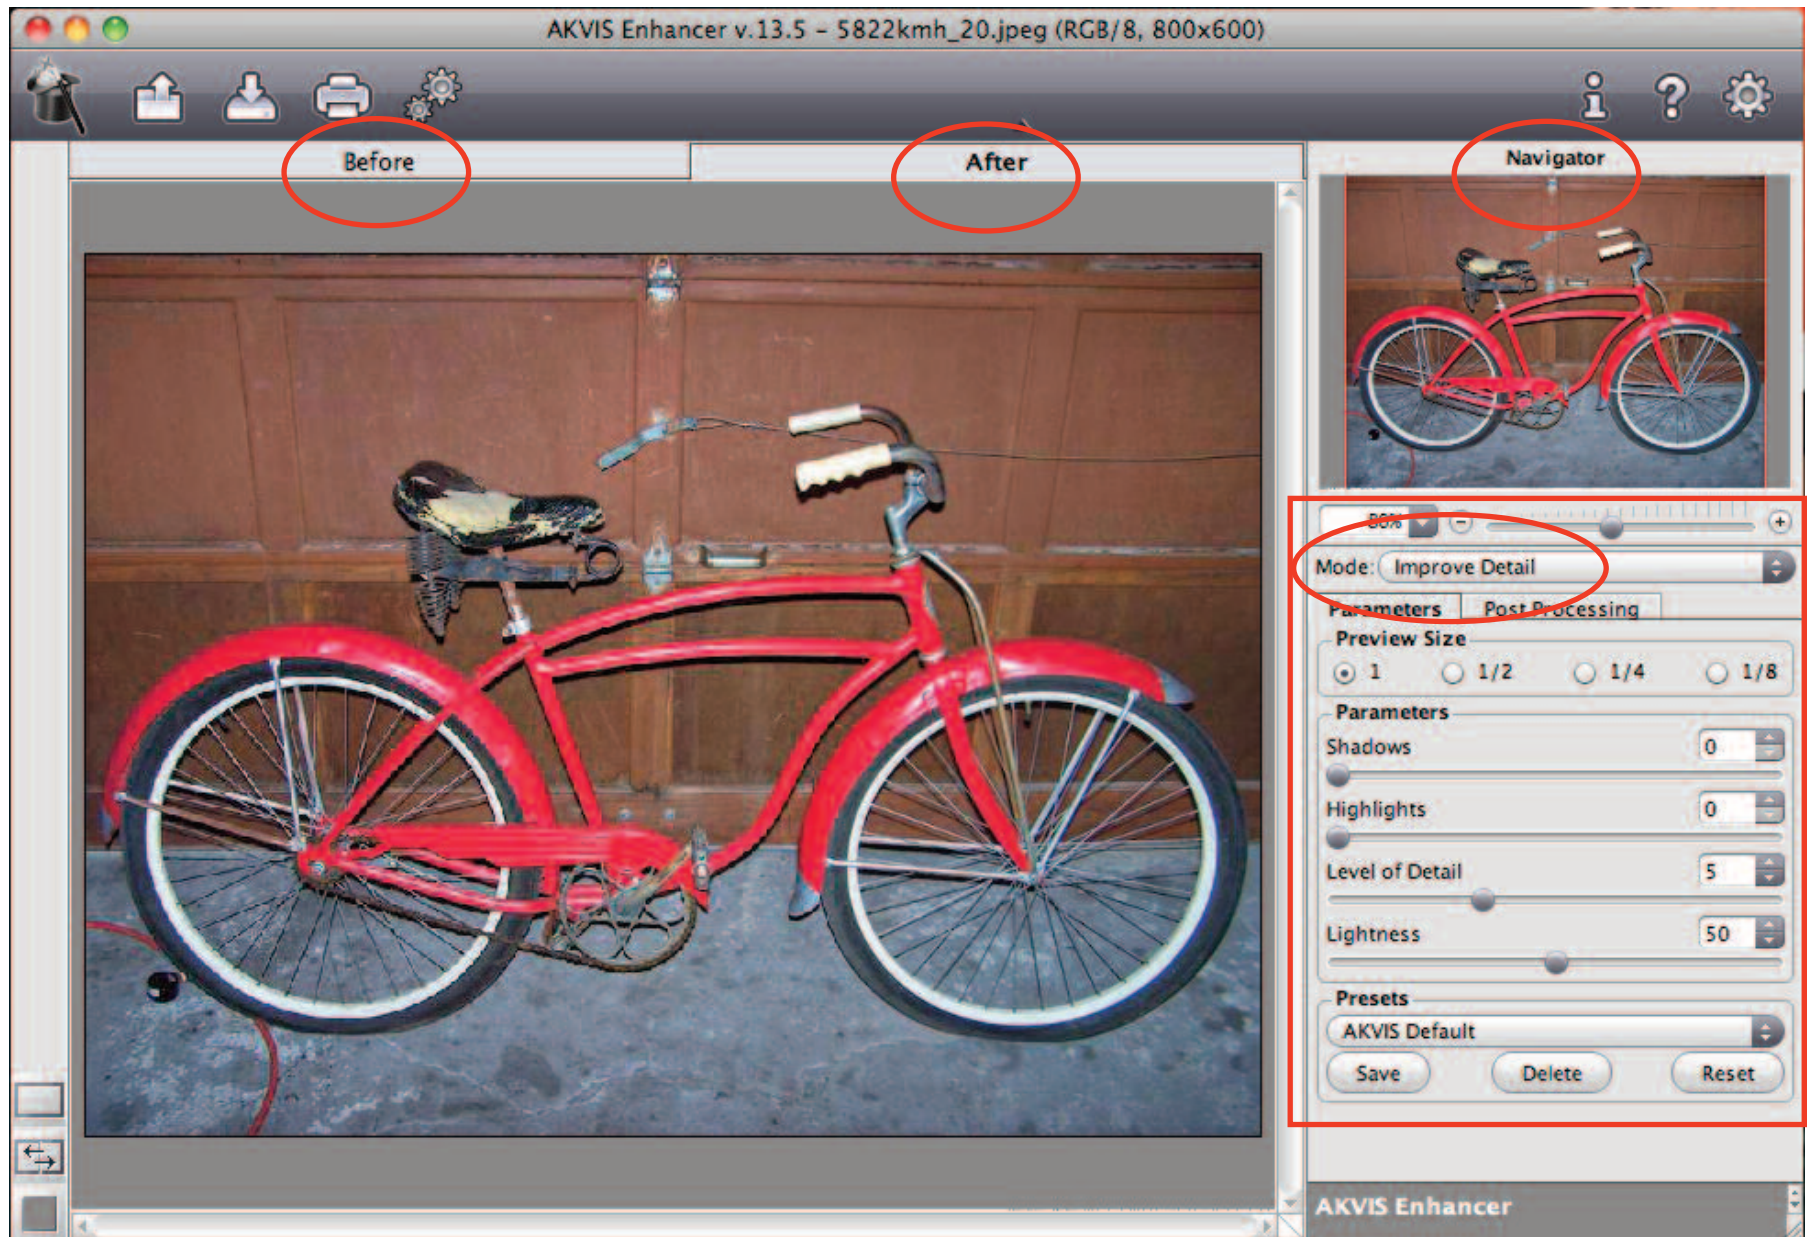 AKVIS Enhancer v.13.5 – 5822kmh_20.jpeg (RGB/8, 800x600)
Before
After
Navigator
80%
Mode: Improve Detail
Parameters Post Processing
Preview Size
1 1/2 1/4 1/8
Parameters
Shadows 0
Highlights 0
Level of Detail 5
Lightness 50
Presets
AKVIS Default
Save Delete Reset
AKVIS Enhancer